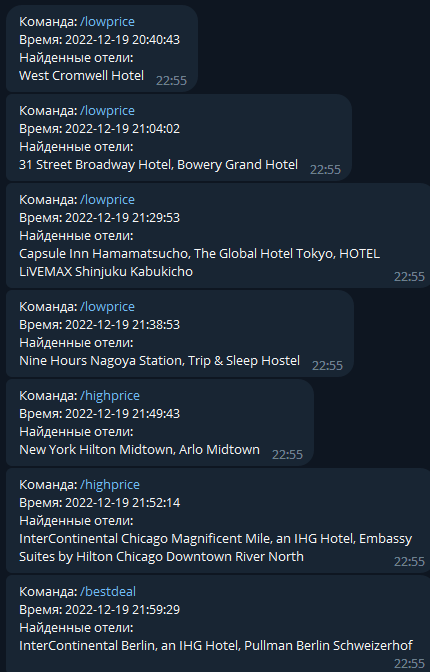 Команда: /lowprice
Время: 2022-12-19 20:40:43
Найденные отели:
West Cromwell Hotel 22:55
Команда: /lowprice
Время: 2022-12-19 21:04:02
Найденные отели:
31 Street Broadway Hotel, Bowery Grand Hotel 22:55
Команда: /lowprice
Время: 2022-12-19 21:29:53
Найденные отели:
Capsule Inn Hamamatsucho, The Global Hotel Tokyo, HOTEL
LiVEMAX Shinjuku Kabukicho 22:55
Команда: /lowprice
Время: 2022-12-19 21:38:53
Найденные отели:
Nine Hours Nagoya Station, Trip & Sleep Hostel 22:55
Команда: /highprice
Время: 2022-12-19 21:49:43
Найденные отели:
New York Hilton Midtown, Arlo Midtown 22:55
Команда: /highprice
Время: 2022-12-19 21:52:14
Найденные отели:
InterContinental Chicago Magnificent Mile, an IHG Hotel, Embassy
Suites by Hilton Chicago Downtown River North 22:55
Команда: /bestdeal
Время: 2022-12-19 21:59:29
Найденные отели:
InterContinental Berlin, an IHG Hotel, Pullman Berlin Schweizerhof
22:55